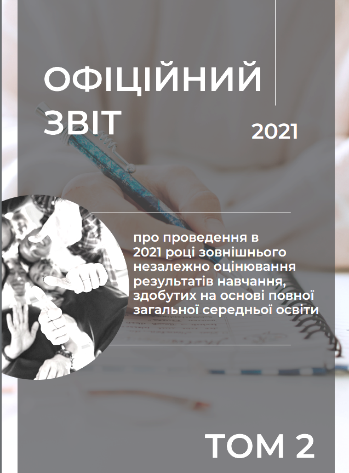 ОФІЦІЙНИЙ
ЗВІТ
2021
про проведення в
2021 році зовнішнього
незалежно оцінювання
результатів навчання,
здобутих на основі повної
загальної середньої освіти
ТОМ 2